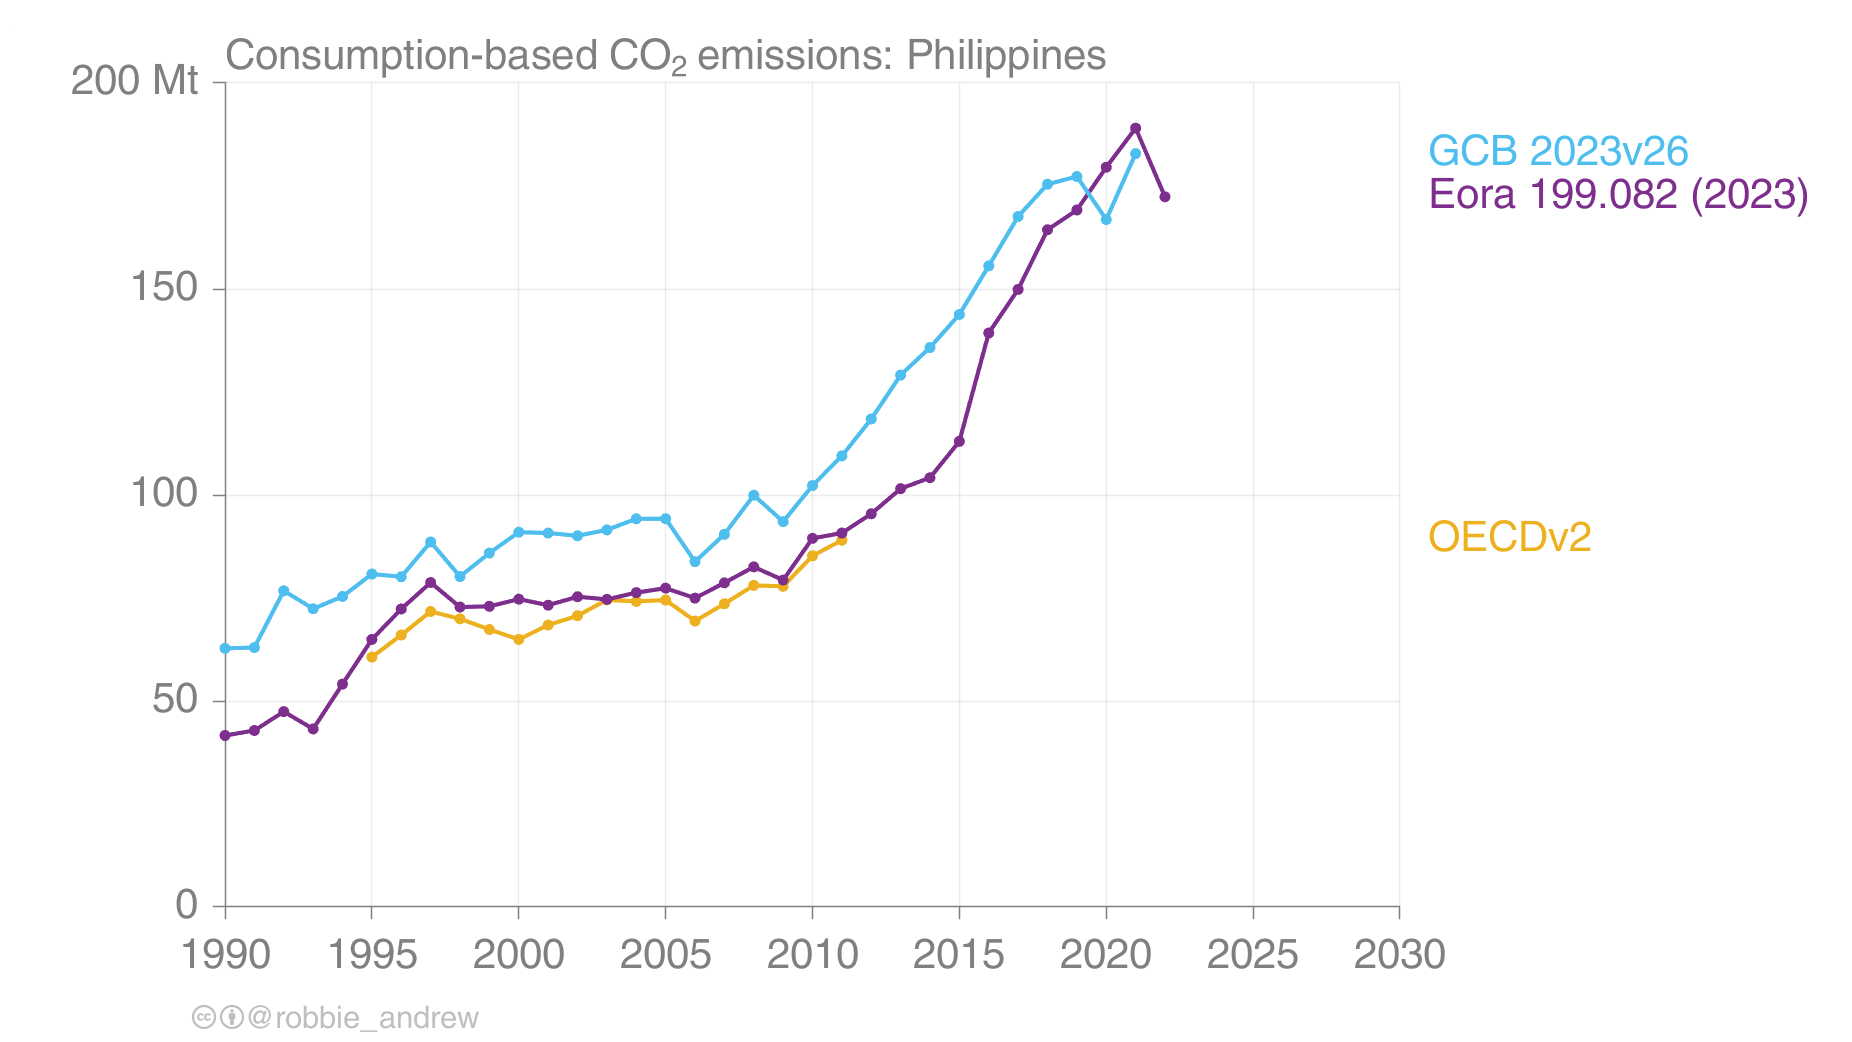 Consumption-based CO₂ emissions: Philippines
200 Mt
150
100
50
0
1990 1995 2000 2005 2010 2015 2020 2025 2030
GCB 2023v26
Eora 199.082 (2023)
OECDv2
@robbie_andrew